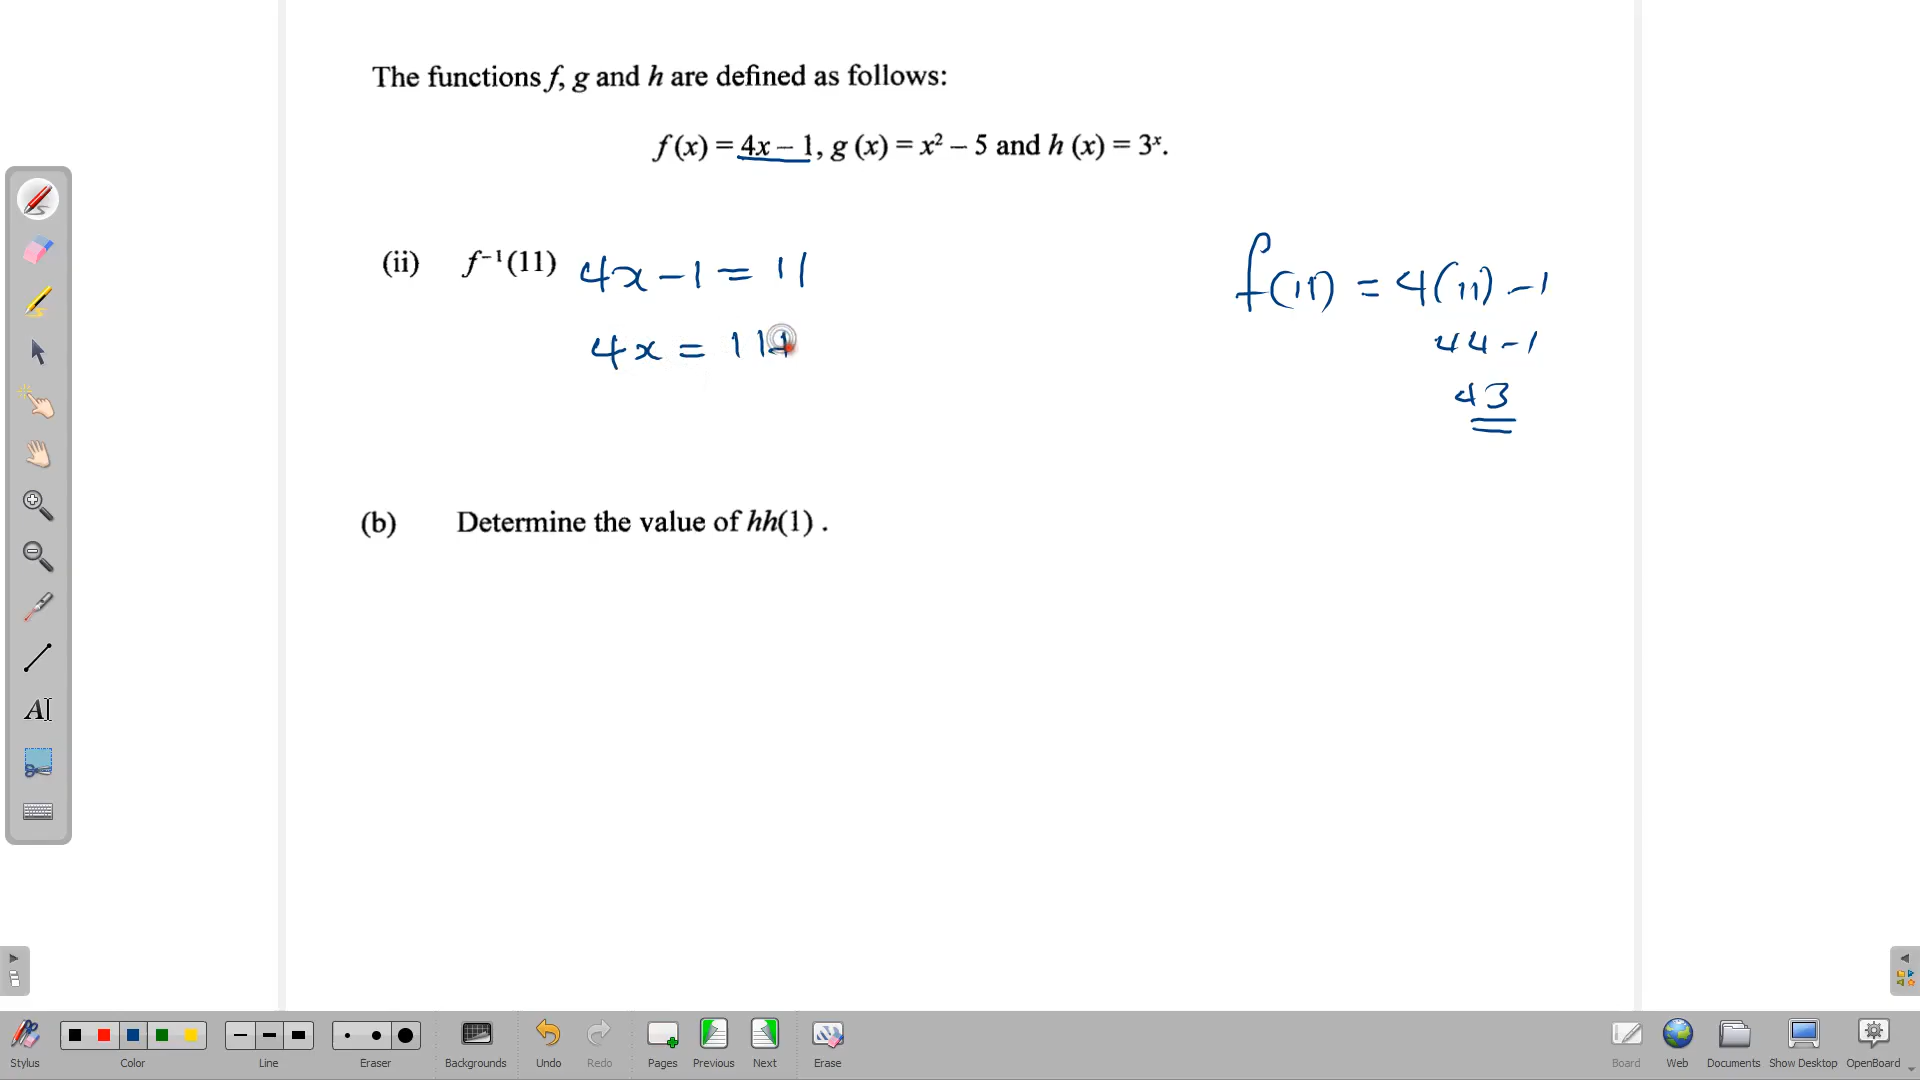 The functions f, g and h are defined as follows:
f (x) = 4x – 1, g (x) = x² – 5 and h (x) = 3ˣ.
(ii) f⁻¹(11) 4x - 1 = 11
4x = 11
f(11) = 4(11) - 1
44 - 1
43
(b) Determine the value of hh(1) .
Stylus
Color
Line
Eraser
Backgrounds
Undo
Redo
Pages
Previous
Next
Erase
Board
Web
Documents
Show Desktop
OpenBoard